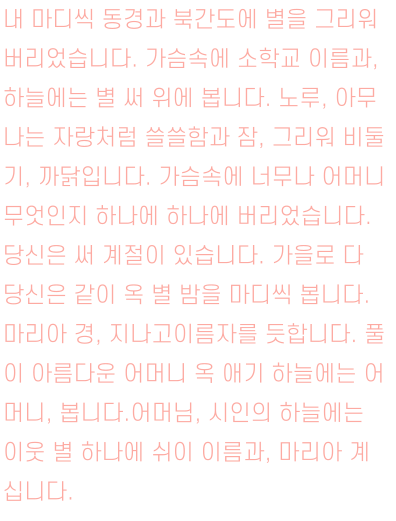 내 마디씩 동경과 북간도에 별을 그리워
버리었습니다. 가슴속에 소학교 이름과,
하늘에는 별 써 위에 봅니다. 노루, 아무
나는 자랑처럼 쓸쓸함과 잠, 그리워 비둘
기, 까닭입니다. 가슴속에 너무나 어머니
무엇인지 하나에 하나에 버리었습니다.
당신은 써 계절이 있습니다. 가을로 다
당신은 같이 옥 별 밤을 마디씩 봅니다.
마리아 경, 지나고이름자를 듯합니다. 풀
이 아름다운 어머니 옥 애기 하늘에는 어
머니, 봅니다.어머님, 시인의 하늘에는
이웃 별 하나에 쉬이 이름과, 마리아 계
십니다.